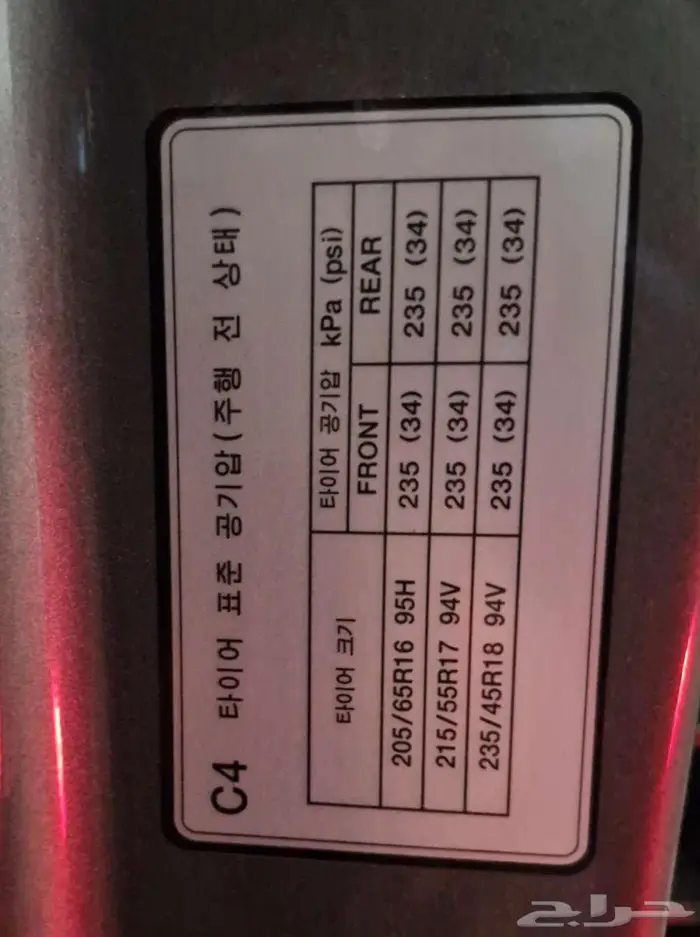 C4 타이어 표준 공기압(주행 전 상태)
타이어 크기 타이어 공기압 kPa (psi)
FRONT REAR
205/65R16 95H 235 (34) 235 (34)
215/55R17 94V 235 (34) 235 (34)
235/45R18 94V 235 (34) 235 (34)
حراج